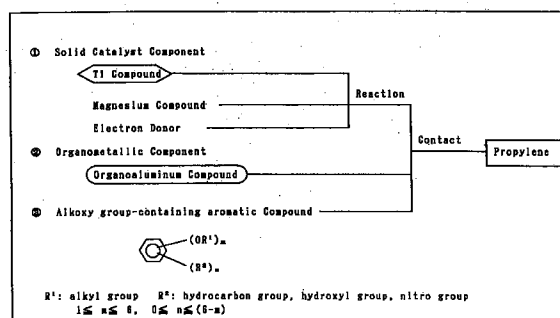 ① Solid Catalyst Component
Ti Compound
Reaction
Magnesium Compound
Electron Donor
Contact
Propylene
② Organometallic Component
Organoaluminum Compound
③ Alkoxy group-containing aromatic Compound
(OR¹)ₘ
(R²)ₙ
R¹: alkyl group R²: hydrocarbon group, hydroxyl group, nitro group
1≦ m≦ 6, 0≦ n≦(6-m)